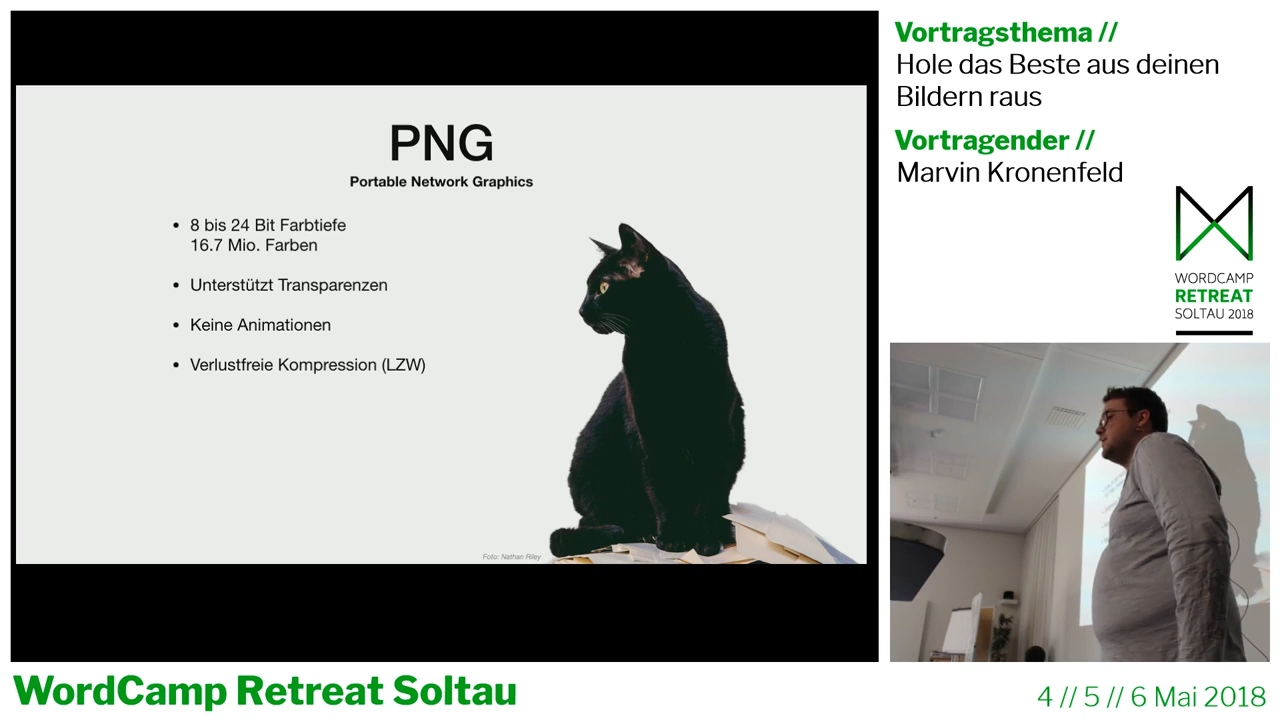 PNG
Portable Network Graphics
• 8 bis 24 Bit Farbtiefe
16.7 Mio. Farben
• Unterstützt Transparenzen
• Keine Animationen
• Verlustfreie Kompression (LZW)
Foto: Nathan Riley
Vortragsthema //
Hole das Beste aus deinen
Bildern raus
Vortragender //
Marvin Kronenfeld
WORDCAMP
RETREAT
SOLTAU 2018
WordCamp Retreat Soltau
4 // 5 // 6 Mai 2018